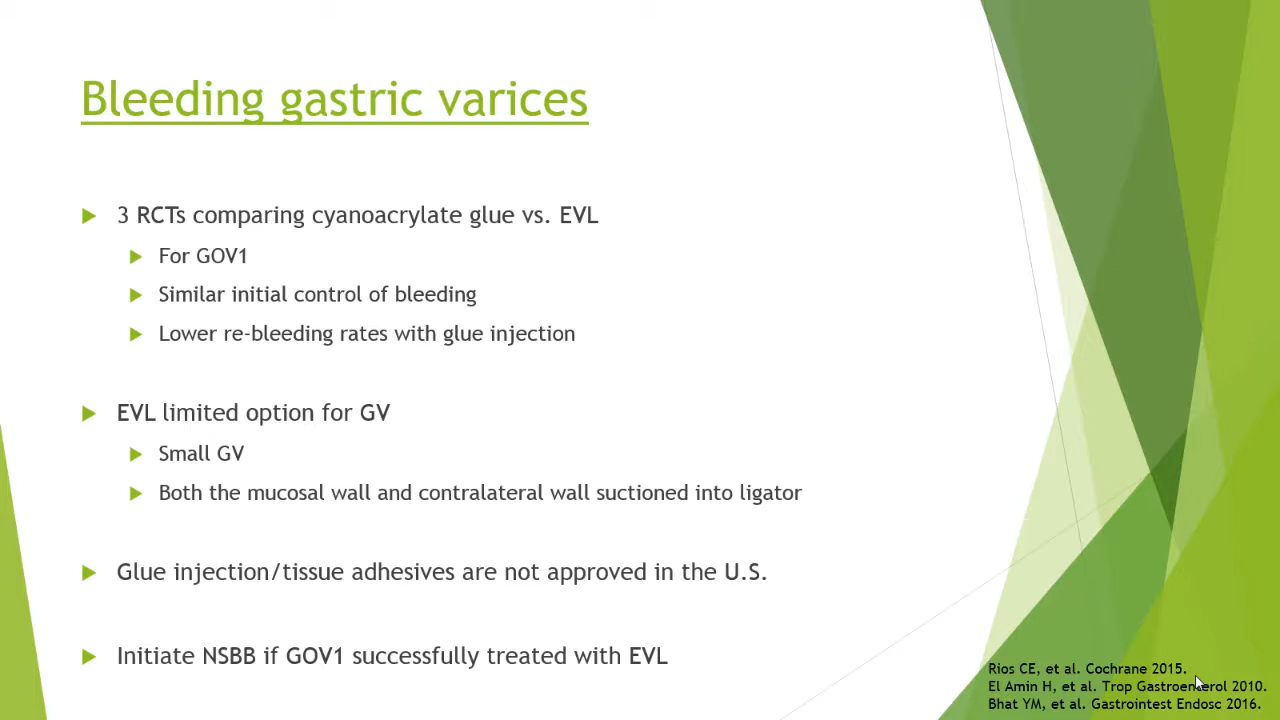 Bleeding gastric varices
3 RCTs comparing cyanoacrylate glue vs. EVL
For GOV1
Similar initial control of bleeding
Lower re-bleeding rates with glue injection
EVL limited option for GV
Small GV
Both the mucosal wall and contralateral wall suctioned into ligator
Glue injection/tissue adhesives are not approved in the U.S.
Initiate NSBB if GOV1 successfully treated with EVL
Rios CE, et al. Cochrane 2015.
El Amin H, et al. Trop Gastroenterol 2010.
Bhat YM, et al. Gastrointest Endosc 2016.